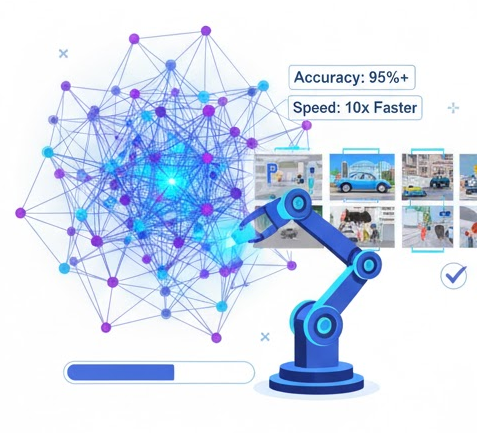 Accuracy: 95%+
Speed: 10x Faster
P